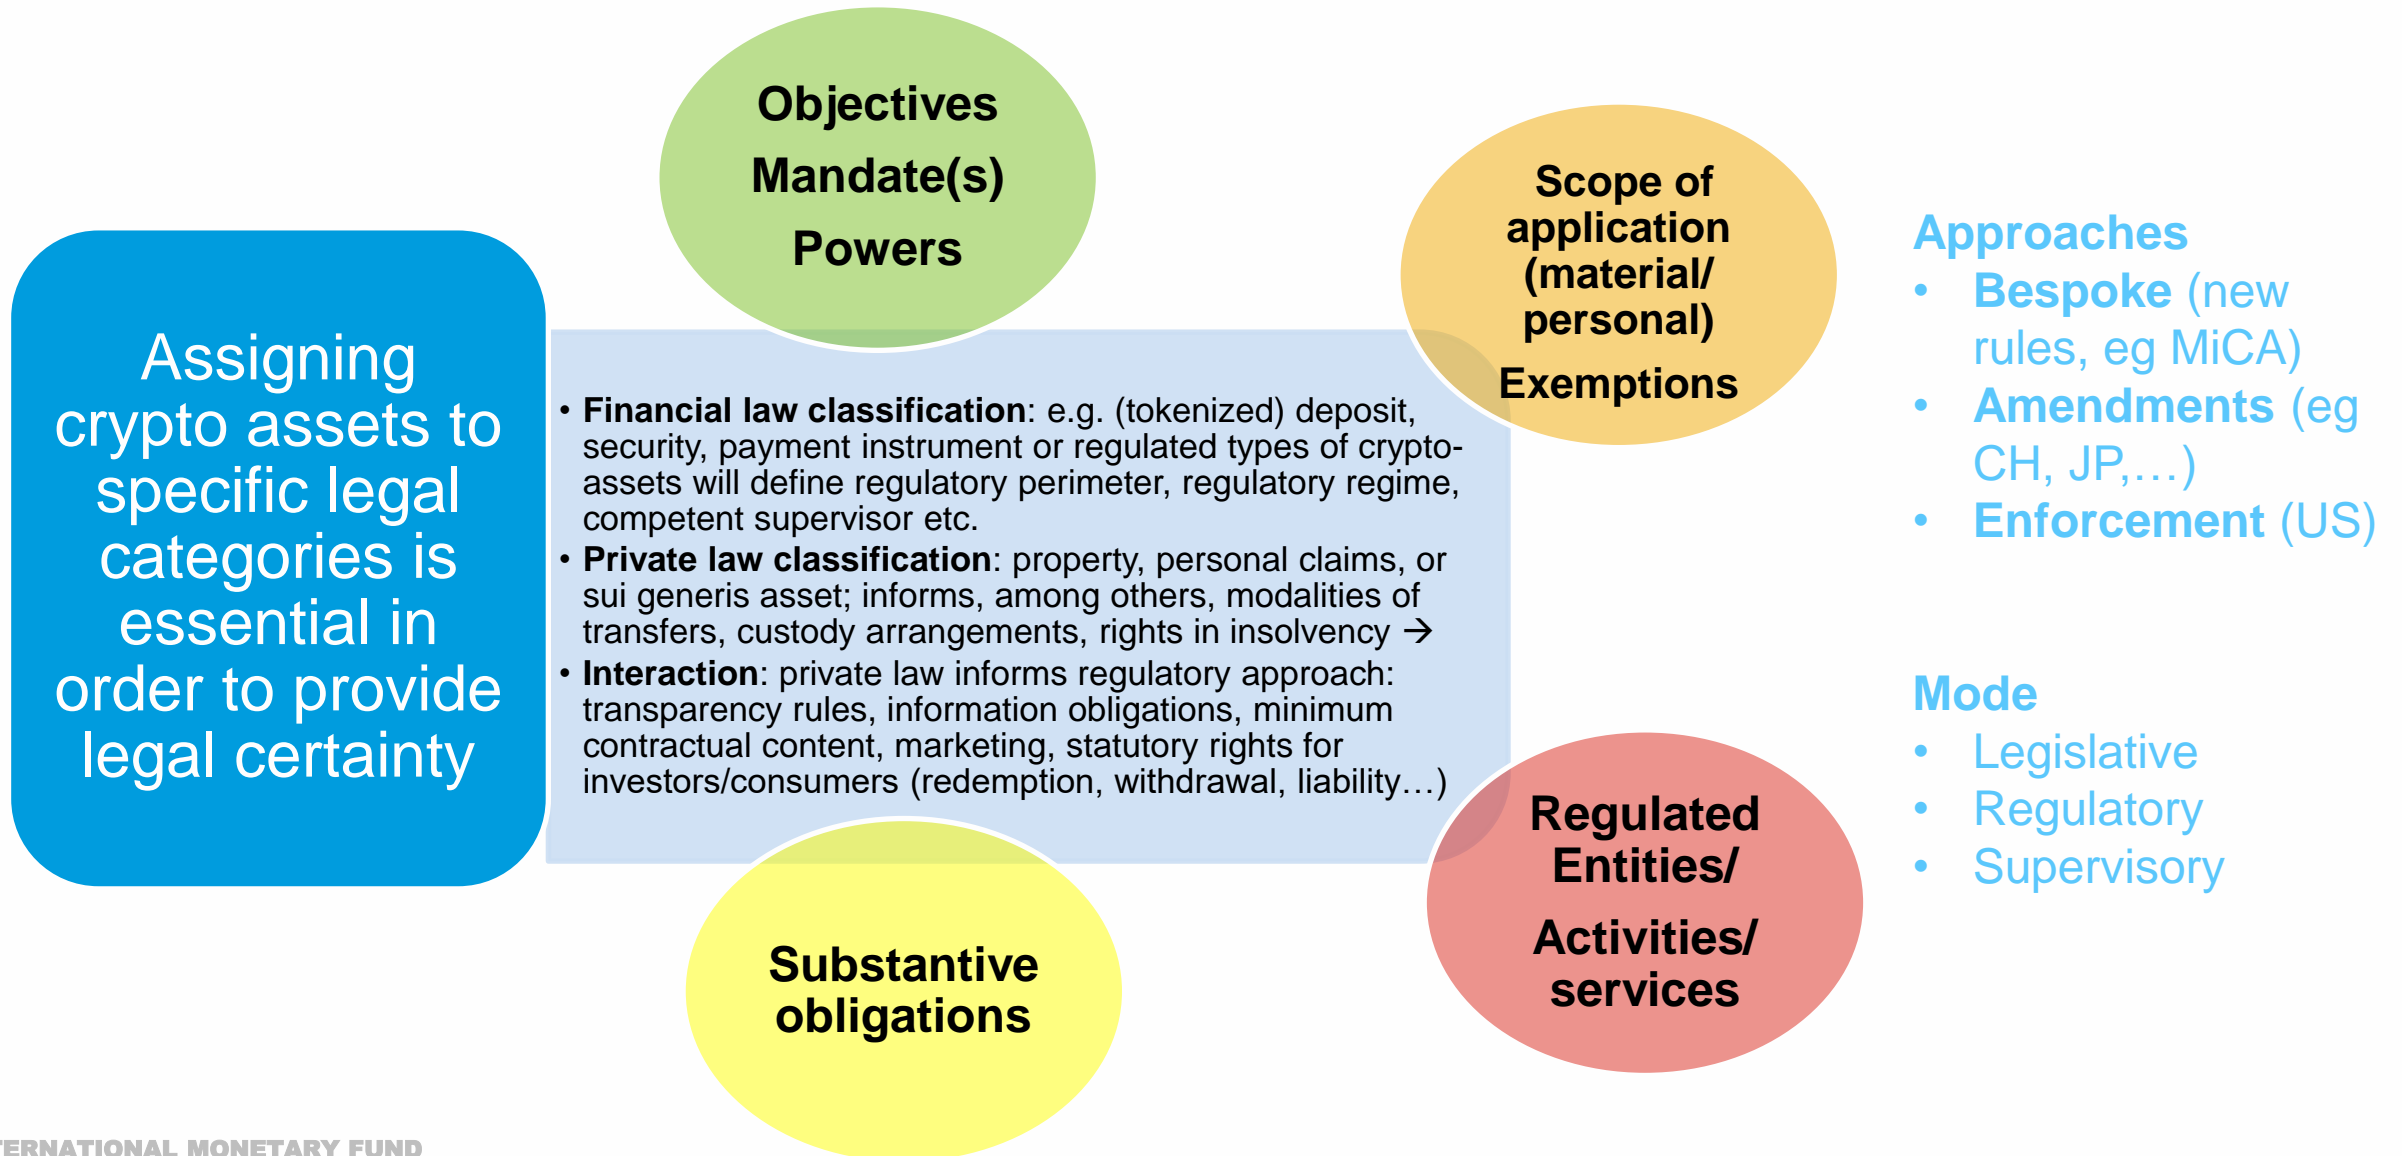 Objectives
Mandate(s)
Powers
Scope of
application
(material/
personal)
Exemptions
Assigning
crypto assets to
specific legal
categories is
essential in
order to provide
legal certainty
• Financial law classification: e.g. (tokenized) deposit,
security, payment instrument or regulated types of crypto-
assets will define regulatory perimeter, regulatory regime,
competent supervisor etc.
• Private law classification: property, personal claims, or
sui generis asset; informs, among others, modalities of
transfers, custody arrangements, rights in insolvency →
• Interaction: private law informs regulatory approach:
transparency rules, information obligations, minimum
contractual content, marketing, statutory rights for
investors/consumers (redemption, withdrawal, liability…)
Approaches
• Bespoke (new
rules, eg MiCA)
• Amendments (eg
CH, JP,…)
• Enforcement (US)
Mode
• Legislative
• Regulatory
• Supervisory
Regulated
Entities/
Activities/
services
Substantive
obligations
TERNATIONAL MONETARY FUND